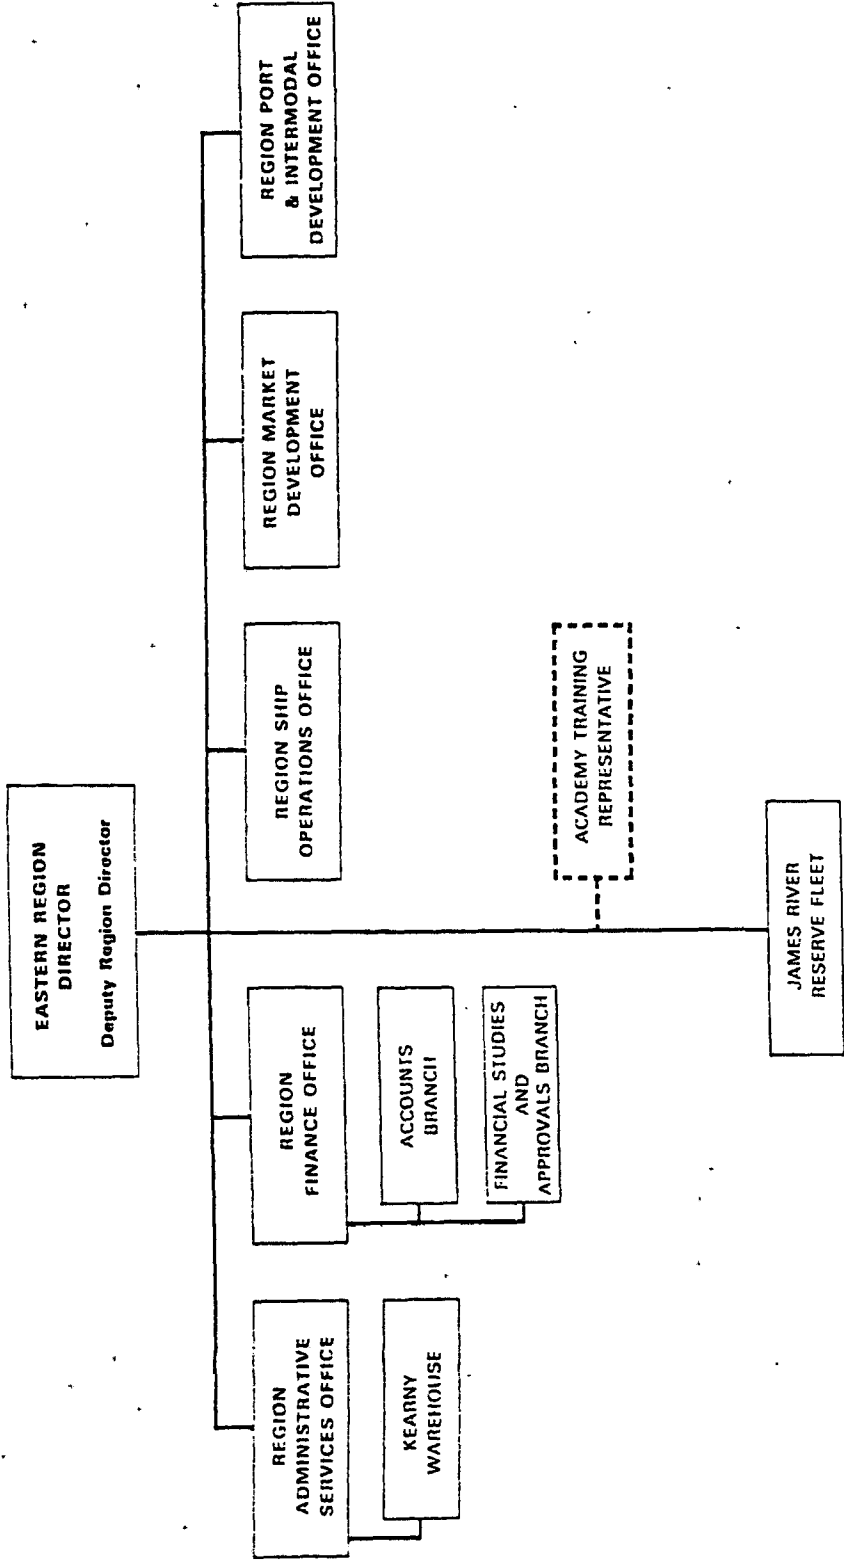 EASTERN REGION
DIRECTOR
Deputy Region Director
REGION
ADMINISTRATIVE
SERVICES OFFICE
REGION
FINANCE OFFICE
REGION SHIP
OPERATIONS OFFICE
REGION MARKET
DEVELOPMENT
OFFICE
REGION PORT
& INTERMODAL
DEVELOPMENT OFFICE
KEARNY
WAREHOUSE
ACCOUNTS
BRANCH
FINANCIAL STUDIES
AND
APPROVALS BRANCH
ACADEMY TRAINING
REPRESENTATIVE
JAMES RIVER
RESERVE FLEET